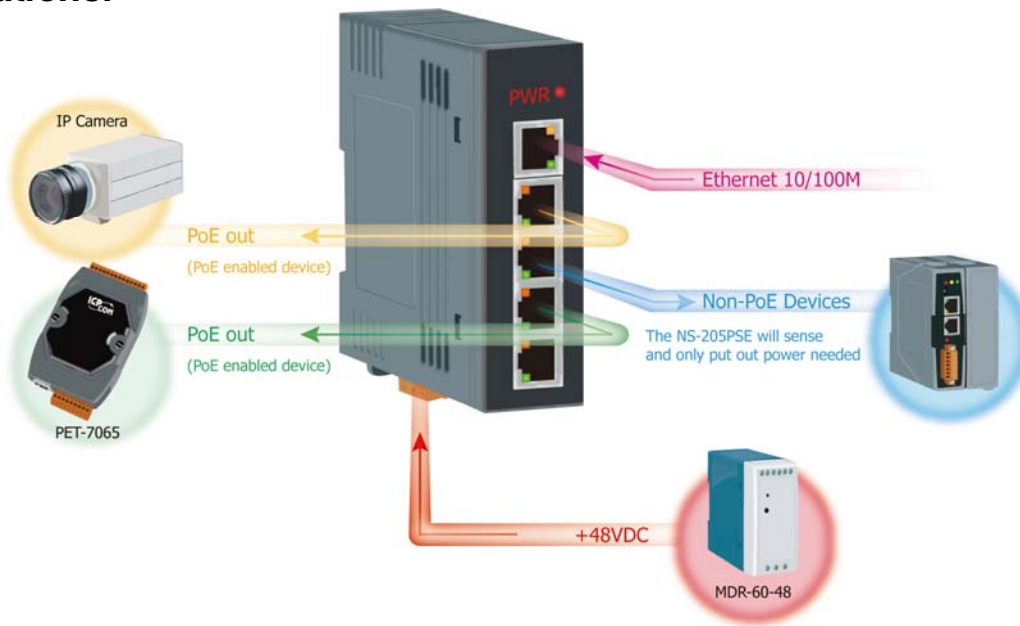 PWR
IP Camera
Ethernet 10/100M
PoE out
(PoE enabled device)
Non-PoE Devices
The NS-205PSE will sense
and only put out power needed
ICP
CON
PoE out
(PoE enabled device)
PET-7065
+48VDC
MDR-60-48